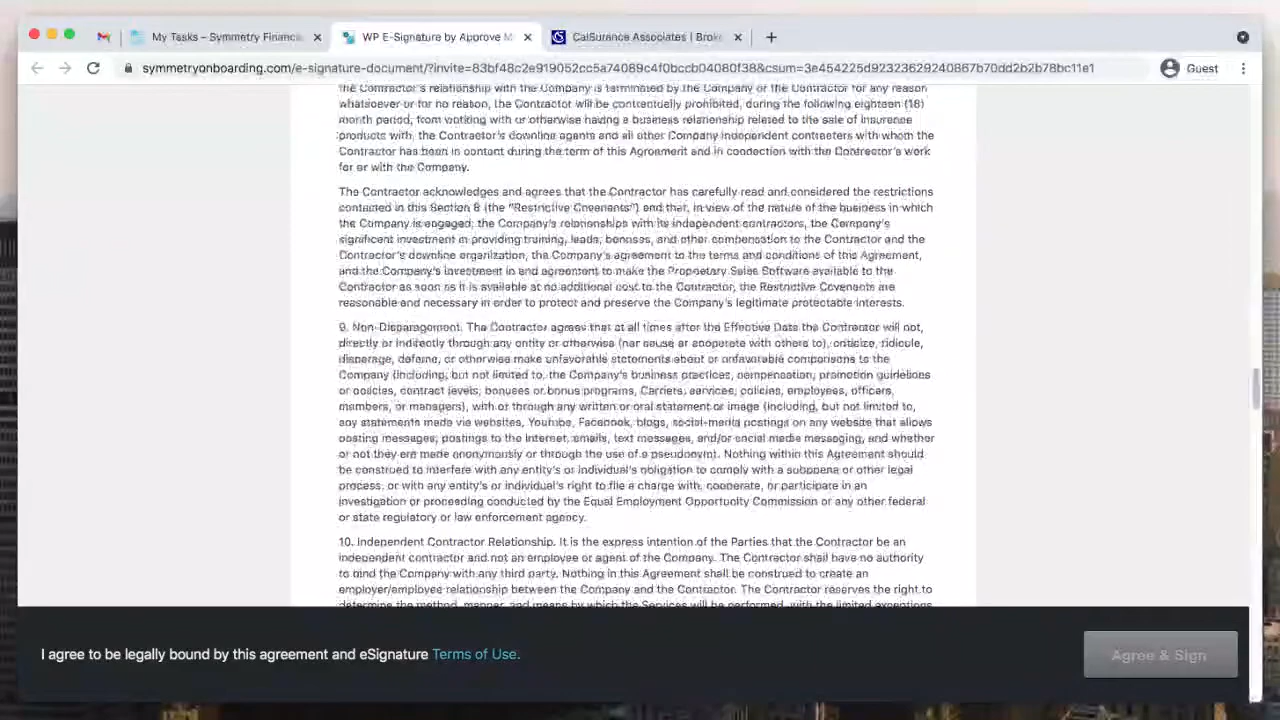 My Tasks – Symmetry Financia
WP E-Signature by Approve M
CalSurance Associates | Broke
symmetryonboarding.com/e-signature-document/?invite=83bf48c2e919052cc5a74089c4f0bccb04080f38&csum=3e454225d92323629240867b70dd2b2b78bc11e1
Guest
the Contractor's relationship with the Company is terminated by the Company or the Contractor for any reason
whatsoever or for no reason, the Contractor will be contractually prohibited, during the following eighteen (18)
month period, from working with or otherwise having a business relationship related to the sale of insurance
products with, the Contractor's downline agents and all other Company independent contractors with whom the
Contractor has been in contact during the term of this Agreement and in connection with the Contractor's work
for or with the Company.
The Contractor acknowledges and agrees that the Contractor has carefully read and considered the restrictions
contained in this Section 8 (the "Restrictive Covenants") and that, in view of the nature of the business in which
the Company is engaged, the Company's relationships with its independent contractors, the Company's
significant investment in providing training, leads, bonuses, and other compensation to the Contractor and the
Contractor's downline organization, the Company's agreement to the terms and conditions of this Agreement,
and the Company's investment in and agreement to make the Proprietary Sales Software available to the
Contractor as soon as it is available at no additional cost to the Contractor, the Restrictive Covenants are
reasonable and necessary in order to protect and preserve the Company's legitimate protectable interests.
9. Non-Disparagement. The Contractor agrees that at all times after the Effective Date the Contractor will not,
directly or indirectly through any entity or otherwise (nor cause or cooperate with others to), criticize, ridicule,
disparage, defame, or otherwise make unfavorable statements about or unfavorable comparisons to the
Company (including, but not limited to, the Company's business practices, compensation, promotion guidelines
or policies, contract levels, bonuses or bonus programs, Carriers, services, policies, employees, officers,
members, or managers), with or through any written or oral statement or image (including, but not limited to,
any statements made via websites, Youtube, Facebook, blogs, social-media postings on any website that allows
posting messages, postings to the Internet, emails, text messages, and/or social media messaging, and whether
or not they are made anonymously or through the use of a pseudonym). Nothing within this Agreement should
be construed to interfere with any entity's or individual's obligation to comply with a subpoena or other legal
process, or with any entity's or individual's right to file a charge with, cooperate, or participate in an
investigation or proceeding conducted by the Equal Employment Opportunity Commission or any other federal
or state regulatory or law enforcement agency.
10. Independent Contractor Relationship. It is the express intention of the Parties that the Contractor be an
independent contractor and not an employee or agent of the Company. The Contractor shall have no authority
to bind the Company with any third party. Nothing in this Agreement shall be construed to create an
employer/employee relationship between the Company and the Contractor. The Contractor reserves the right to
determine the method, manner, and means by which the Services will be performed, with the limited exceptions
I agree to be legally bound by this agreement and eSignature Terms of Use.
Agree & Sign